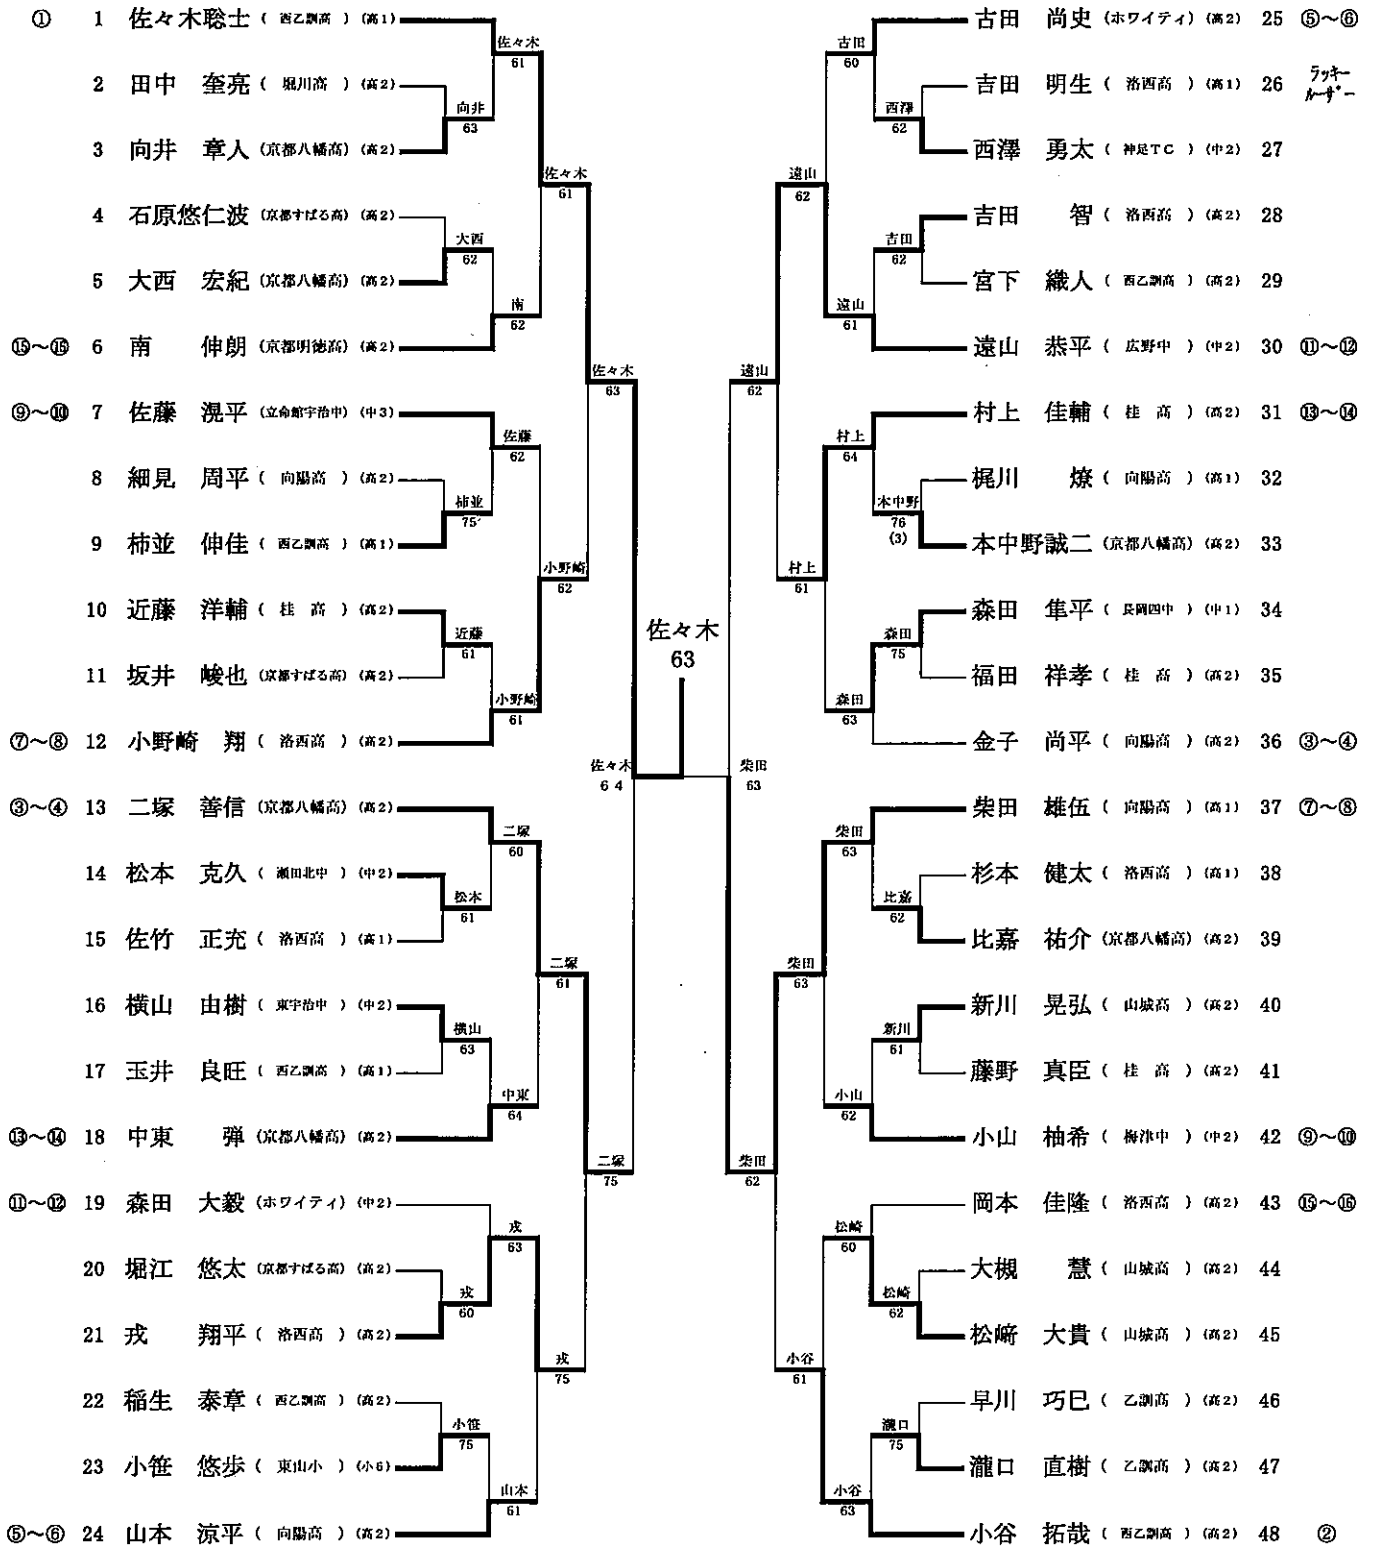 ① 1 佐々木聡士 ( 西乙訓高 ) (高1)
2 田中 奎亮 ( 堀川高 ) (高2)
3 向井 章人 (京都八幡高) (高2)
4 石原悠仁波 (京都すばる高) (高2)
5 大西 宏紀 (京都八幡高) (高2)
⑮～⑯ 6 南 伸朗 (京都明徳高) (高2)
⑨～⑩ 7 佐藤 滉平 (立命館宇治中) (中3)
8 細見 周平 ( 向陽高 ) (高2)
9 柿並 伸佳 ( 西乙訓高 ) (高1)
10 近藤 洋輔 ( 桂 高 ) (高2)
11 坂井 峻也 (京都すばる高) (高2)
⑦～⑧ 12 小野崎 翔 ( 洛西高 ) (高2)
③～④ 13 二塚 善信 (京都八幡高) (高2)
14 松本 克久 ( 瀬田北中 ) (中2)
15 佐竹 正充 ( 洛西高 ) (高1)
16 横山 由樹 ( 東宇治中 ) (中2)
17 玉井 良旺 ( 西乙訓高 ) (高1)
⑬～⑭ 18 中東 弾 (京都八幡高) (高2)
⑪～⑫ 19 森田 大毅 (ホワイティ) (中2)
20 堀江 悠太 (京都すばる高) (高2)
21 戎 翔平 ( 洛西高 ) (高2)
22 稲生 泰章 ( 西乙訓高 ) (高2)
23 小笹 悠歩 ( 東山小 ) (小6)
⑤～⑥ 24 山本 涼平 ( 向陽高 ) (高2)
佐々木
61
向井
63
佐々木
61
大西
62
南
62
佐々木
63
佐藤
62
柿並
75
小野崎
62
近藤
61
小野崎
61
佐々木
6 4
二塚
60
松本
61
二塚
61
横山
63
中東
64
二塚
75
戎
63
戎
60
戎
75
小笹
75
山本
61
佐々木
63
古田
60
西澤
62
遠山
62
吉田
62
遠山
61
遠山
62
村上
64
本中野
76
(3)
村上
61
森田
75
森田
63
柴田
63
柴田
63
比嘉
62
柴田
63
新川
61
小山
62
柴田
62
松崎
60
松崎
62
小谷
61
瀧口
75
小谷
63
古田 尚史 (ホワイティ) (高2) 25 ⑤～⑥
吉田 明生 ( 洛西高 ) (高1) 26 ラッキー
ルーザー
西澤 勇太 ( 神足TC ) (中2) 27
吉田 智 ( 洛西高 ) (高2) 28
宮下 織人 ( 西乙訓高 ) (高2) 29
遠山 恭平 ( 広野中 ) (中2) 30 ⑪～⑫
村上 佳輔 ( 桂 高 ) (高2) 31 ⑬～⑭
梶川 燎 ( 向陽高 ) (高1) 32
本中野誠二 (京都八幡高) (高2) 33
森田 隼平 ( 長岡四中 ) (中1) 34
福田 祥孝 ( 桂 高 ) (高2) 35
金子 尚平 ( 向陽高 ) (高2) 36 ③～④
柴田 雄伍 ( 向陽高 ) (高1) 37 ⑦～⑧
杉本 健太 ( 洛西高 ) (高1) 38
比嘉 祐介 (京都八幡高) (高2) 39
新川 晃弘 ( 山城高 ) (高2) 40
藤野 真臣 ( 桂 高 ) (高2) 41
小山 柚希 ( 梅津中 ) (中2) 42 ⑨～⑩
岡本 佳隆 ( 洛西高 ) (高2) 43 ⑮～⑯
大槻 慧 ( 山城高 ) (高2) 44
松﨑 大貴 ( 山城高 ) (高2) 45
早川 巧巳 ( 乙訓高 ) (高2) 46
瀧口 直樹 ( 乙訓高 ) (高2) 47
小谷 拓哉 ( 西乙訓高 ) (高2) 48 ②